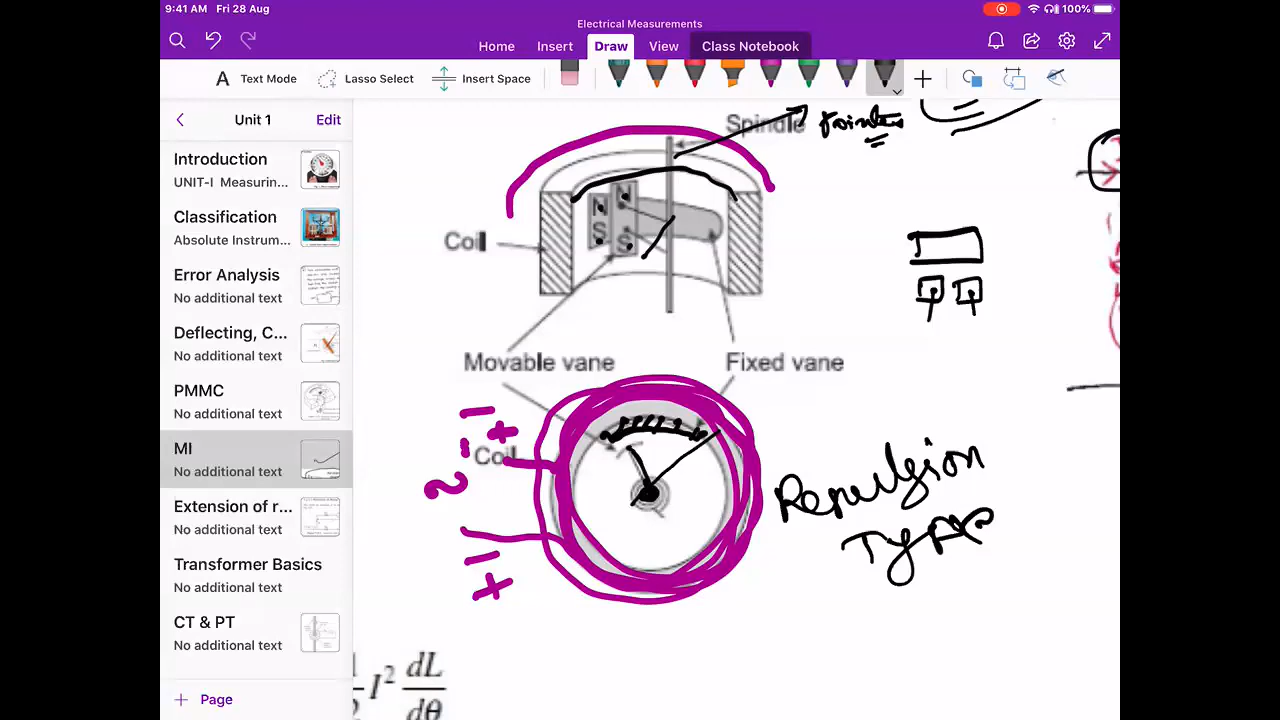 9:41 AM Fri 28 Aug
100%
Electrical Measurements
Home Insert Draw View Class Notebook
Text Mode Lasso Select Insert Space
Unit 1 Edit
Introduction
UNIT-I Measurin...
Classification
Absolute Instrum...
Error Analysis
No additional text
Deflecting, C...
No additional text
PMMC
No additional text
MI
No additional text
Extension of r...
No additional text
Transformer Basics
No additional text
CT & PT
No additional text
Page
Spindle
Coil
N N
S S
Movable vane
Fixed vane
Coil
Repulsion
Type
I² dL
dθ